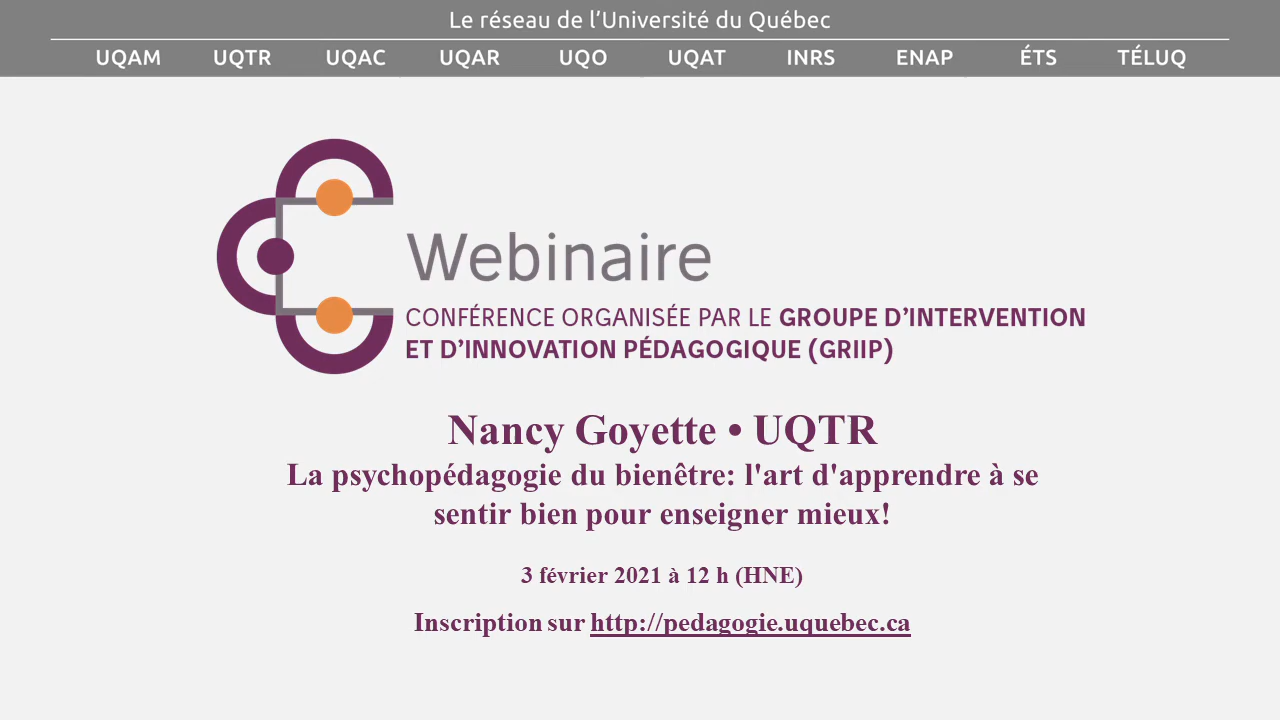 Le réseau de l’Université du Québec
UQAM UQTR UQAC UQAR UQO UQAT INRS ENAP ÉTS TÉLUQ
Webinaire
CONFÉRENCE ORGANISÉE PAR LE GROUPE D’INTERVENTION
ET D’INNOVATION PÉDAGOGIQUE (GRIIP)
Nancy Goyette • UQTR
La psychopédagogie du bienêtre: l'art d'apprendre à se
sentir bien pour enseigner mieux!
3 février 2021 à 12 h (HNE)
Inscription sur http://pedagogie.uquebec.ca